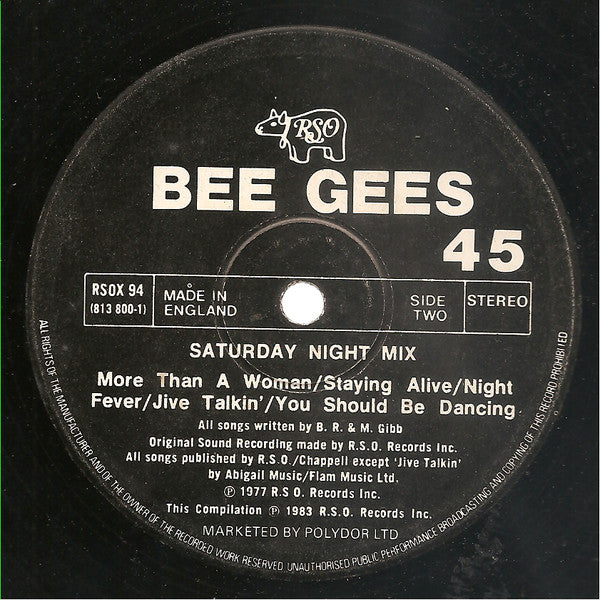 RSO
BEE GEES
45
RSOX 94
(813 800-1)
MADE IN
ENGLAND
SIDE
TWO
STEREO
SATURDAY NIGHT MIX
More Than A Woman/Staying Alive/Night
Fever/Jive Talkin'/You Should Be Dancing
All songs written by B. R. & M. Gibb
Original Sound Recording made by R.S.O. Records Inc.
All songs published by R.S.O./Chappell except 'Jive Talkin'
by Abigail Music/Flam Music Ltd.
℗ 1977 R.S O. Records Inc.
This Compilation ℗ 1983 R.S.O. Records Inc.
MARKETED BY POLYDOR LTD
ALL RIGHTS OF THE MANUFACTURER AND OF THE OWNER OF THE RECORDED WORK RESERVED. UNAUTHORISED PUBLIC PERFORMANCE BROADCASTING AND COPYING OF THIS RECORD PROHIBITED